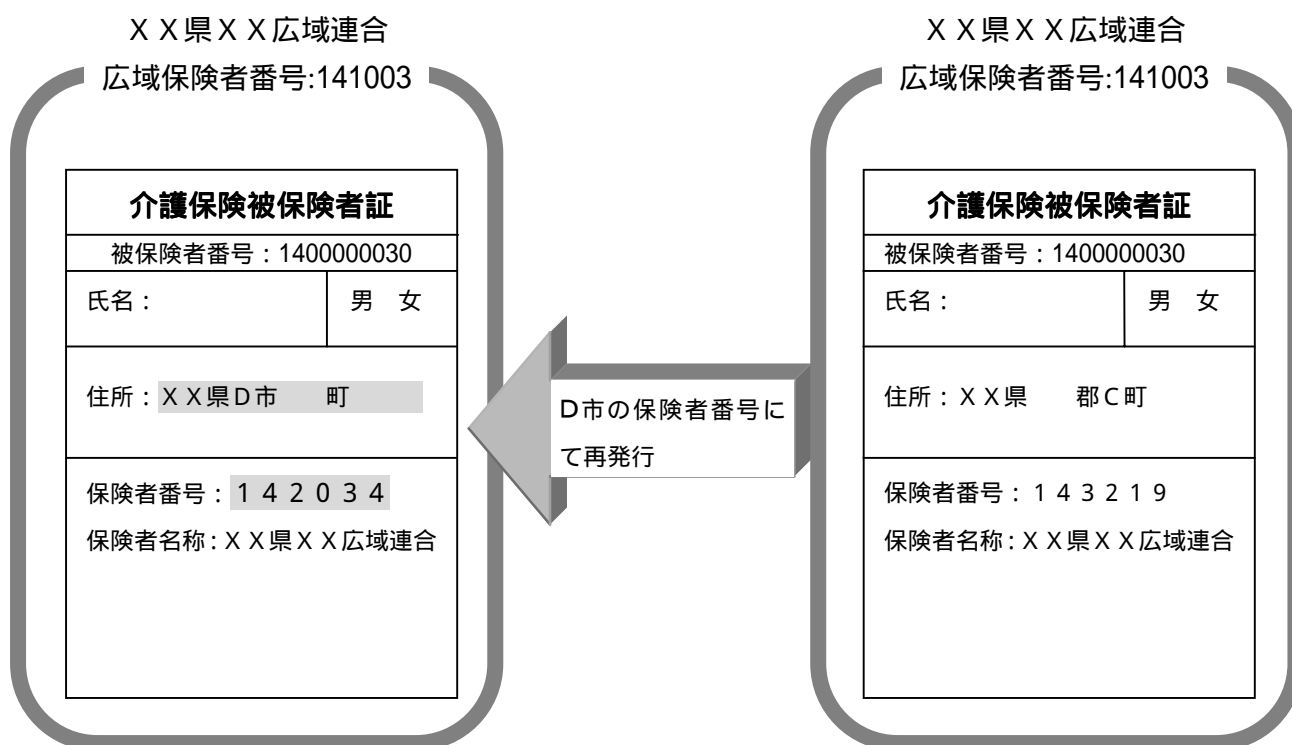 ＸＸ県ＸＸ広域連合
広域保険者番号:141003
介護保険被保険者証
被保険者番号：1400000030
氏名：
男　女
住所：ＸＸ県Ｄ市　　町
保険者番号：１４２０３４
保険者名称：ＸＸ県ＸＸ広域連合
Ｄ市の保険者番号に
て再発行
ＸＸ県ＸＸ広域連合
広域保険者番号:141003
介護保険被保険者証
被保険者番号：1400000030
氏名：
男　女
住所：ＸＸ県　　郡Ｃ町
保険者番号：１４３２１９
保険者名称：ＸＸ県ＸＸ広域連合